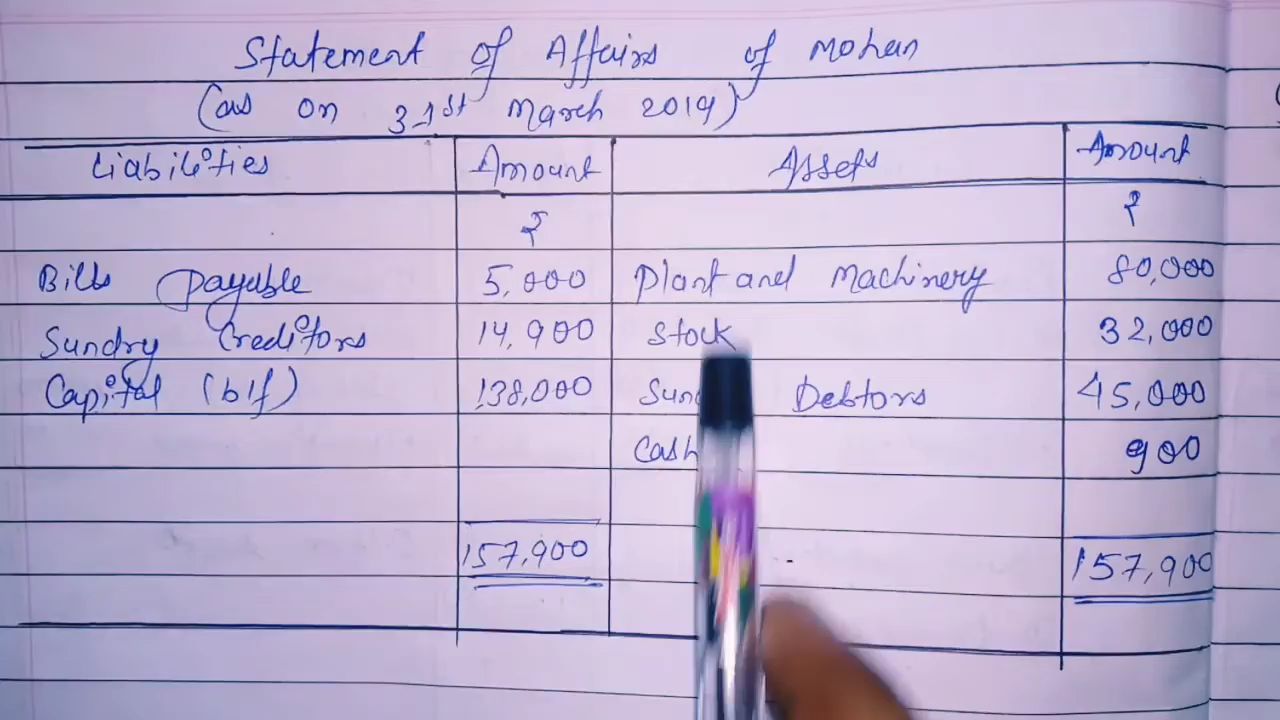 Statement of Affairs of Mohan
(as on 31st March 2019)
Liabilities Amount Assets Amount
₹ ₹
Bills Payable 5,000 Plant and Machinery 80,000
Sundry Creditors 14,900 Stock 32,000
Capital (b/f) 138,000 Debtors 45,000
Cash 900
157,900 157,900